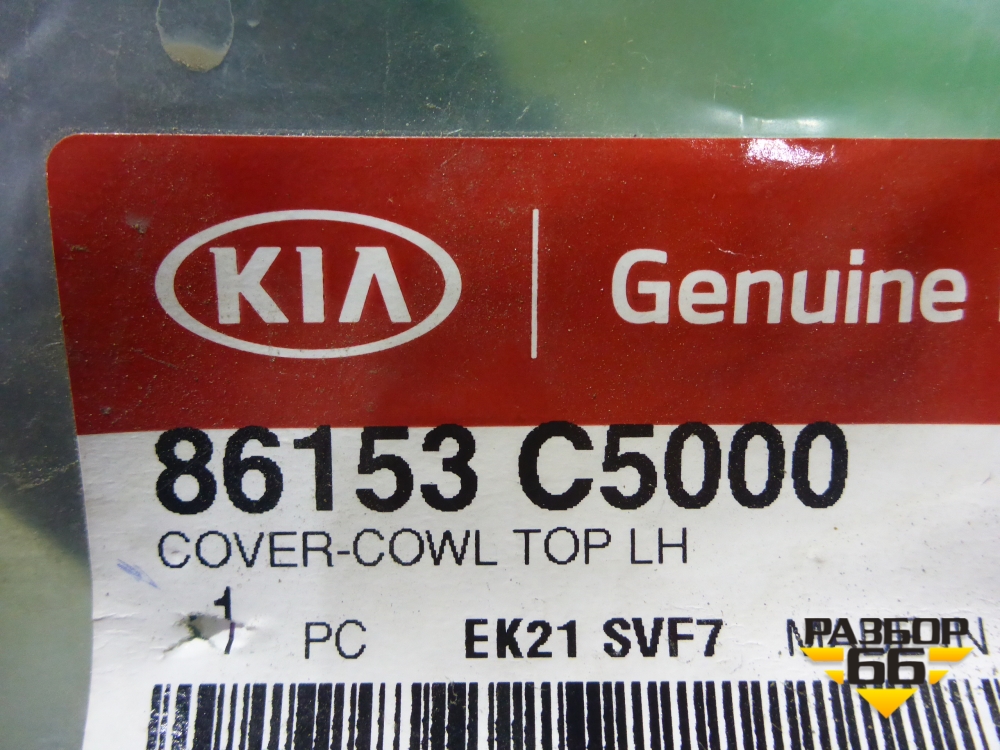 KIA
Genuine
86153 C5000
COVER-COWL TOP LH
1 PC EK21 SVF7
РАЗБОР
66